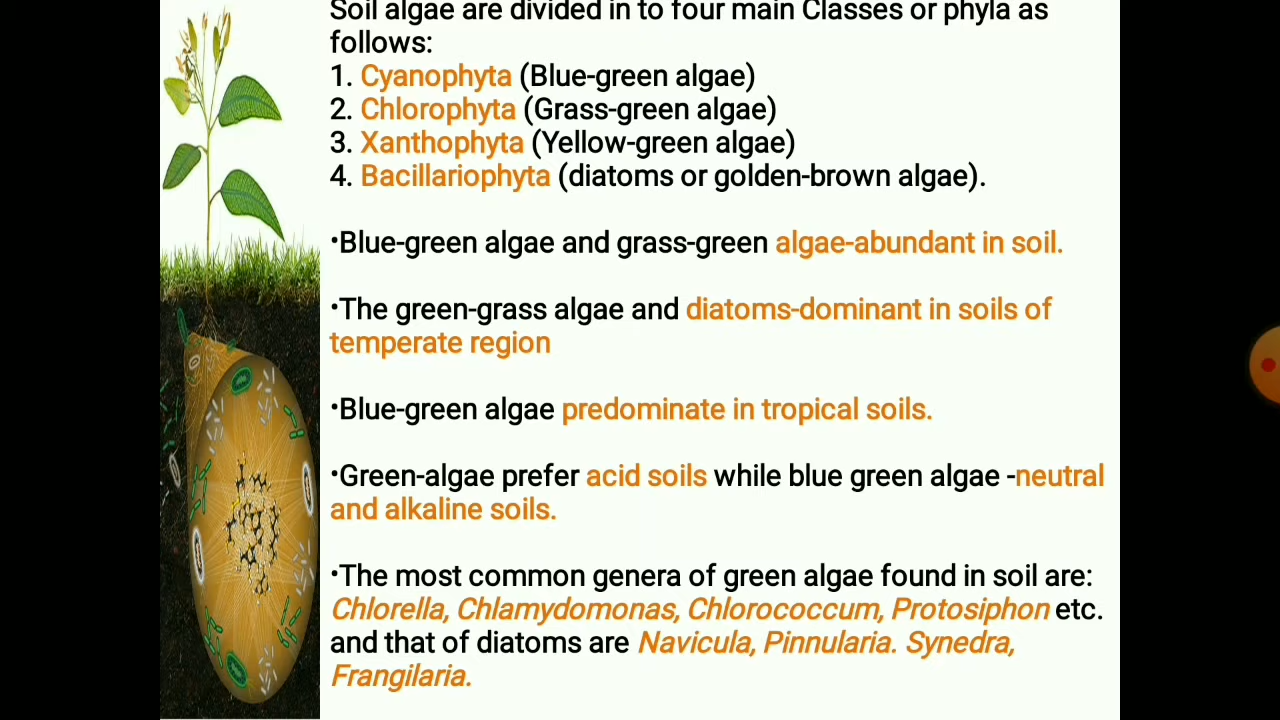 Soil algae are divided in to four main Classes or phyla as
follows:
1. Cyanophyta (Blue-green algae)
2. Chlorophyta (Grass-green algae)
3. Xanthophyta (Yellow-green algae)
4. Bacillariophyta (diatoms or golden-brown algae).
•Blue-green algae and grass-green algae-abundant in soil.
•The green-grass algae and diatoms-dominant in soils of
temperate region
•Blue-green algae predominate in tropical soils.
•Green-algae prefer acid soils while blue green algae -neutral
and alkaline soils.
•The most common genera of green algae found in soil are:
Chlorella, Chlamydomonas, Chlorococcum, Protosiphon etc.
and that of diatoms are Navicula, Pinnularia. Synedra,
Frangilaria.